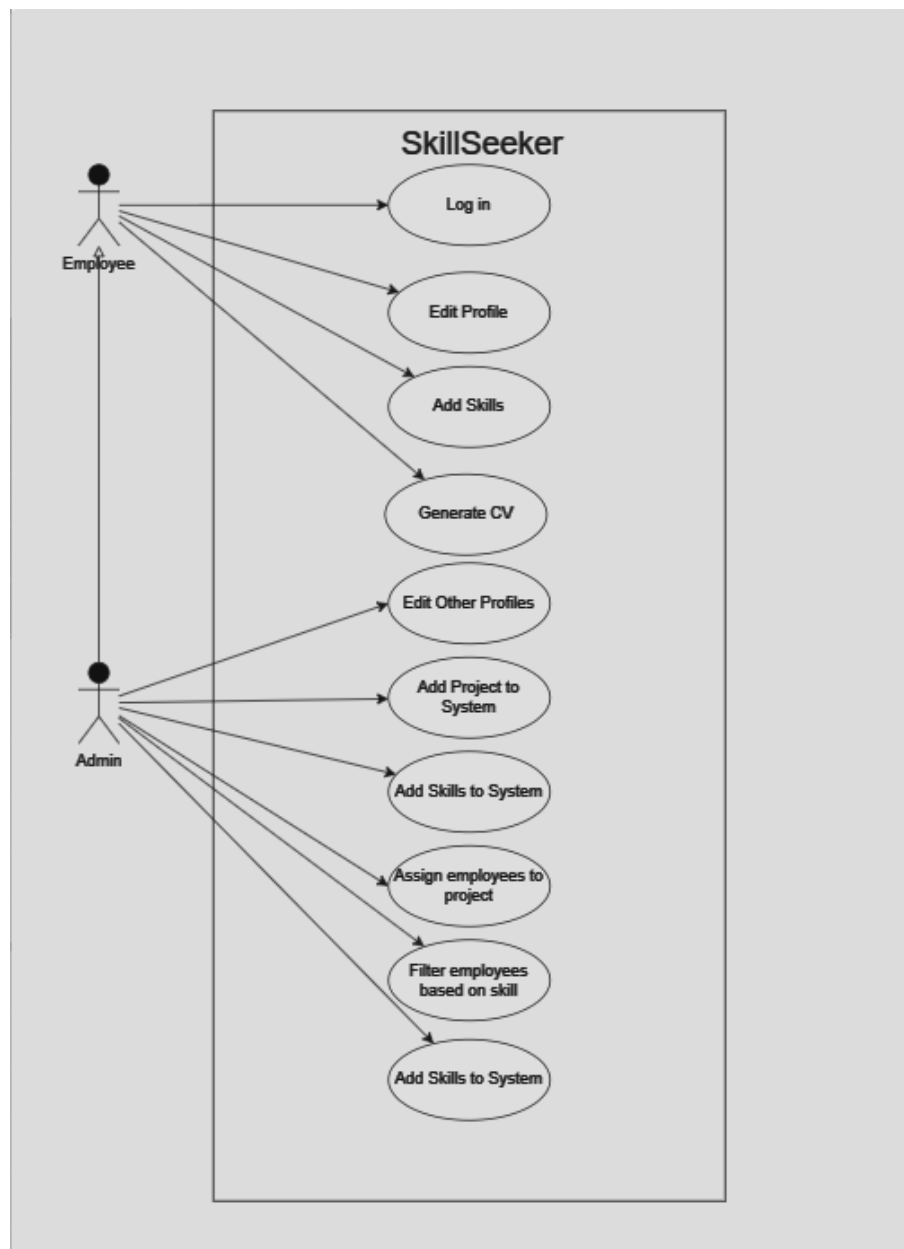 SkillSeeker
Log in
Employee
Edit Profile
Add Skills
Generate CV
Edit Other Profiles
Add Project to
System
Admin
Add Skills to System
Assign employees to
project
Filter employees
based on skill
Add Skills to System